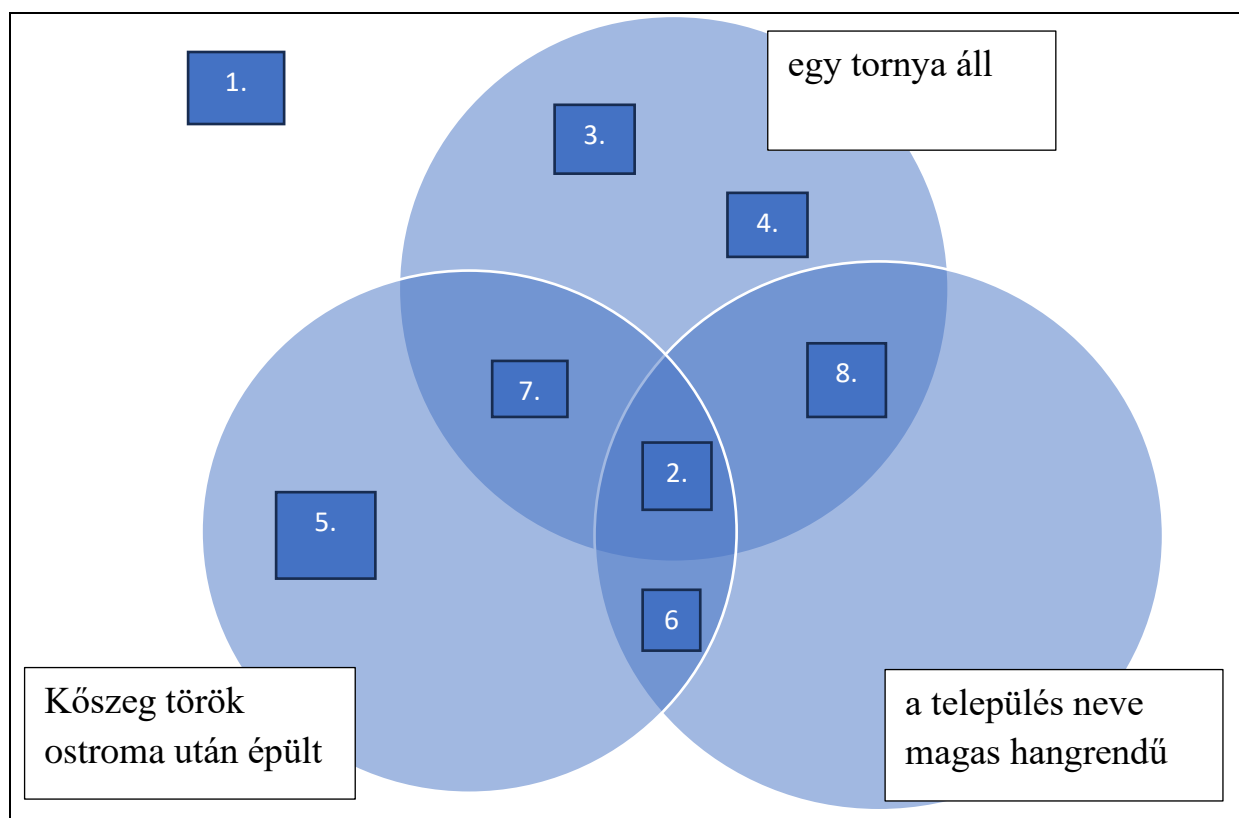 1.
egy tornya áll
3.
4.
7.
8.
2.
5.
6
Kőszeg török
ostroma után épült
a település neve
magas hangrendű